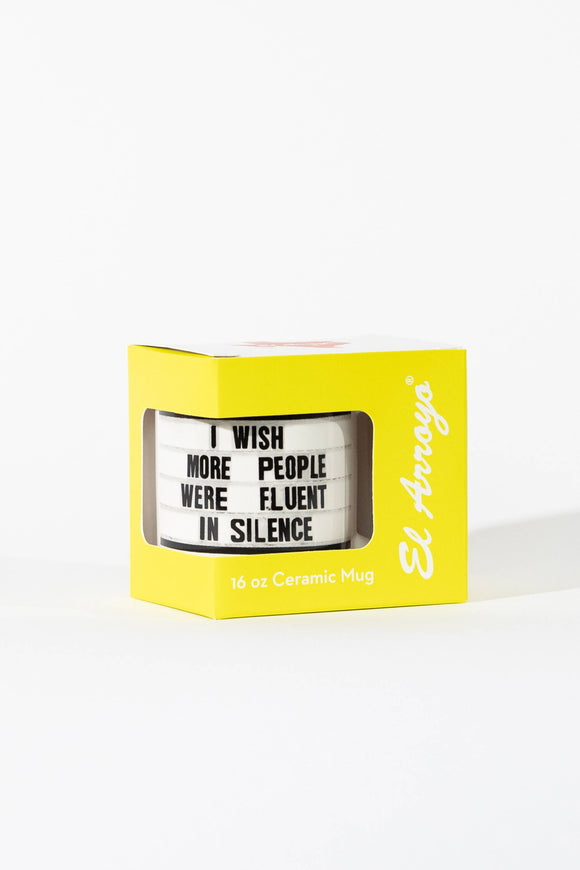 I WISH
MORE PEOPLE
WERE FLUENT
IN SILENCE
16 oz Ceramic Mug
El Arroyo®